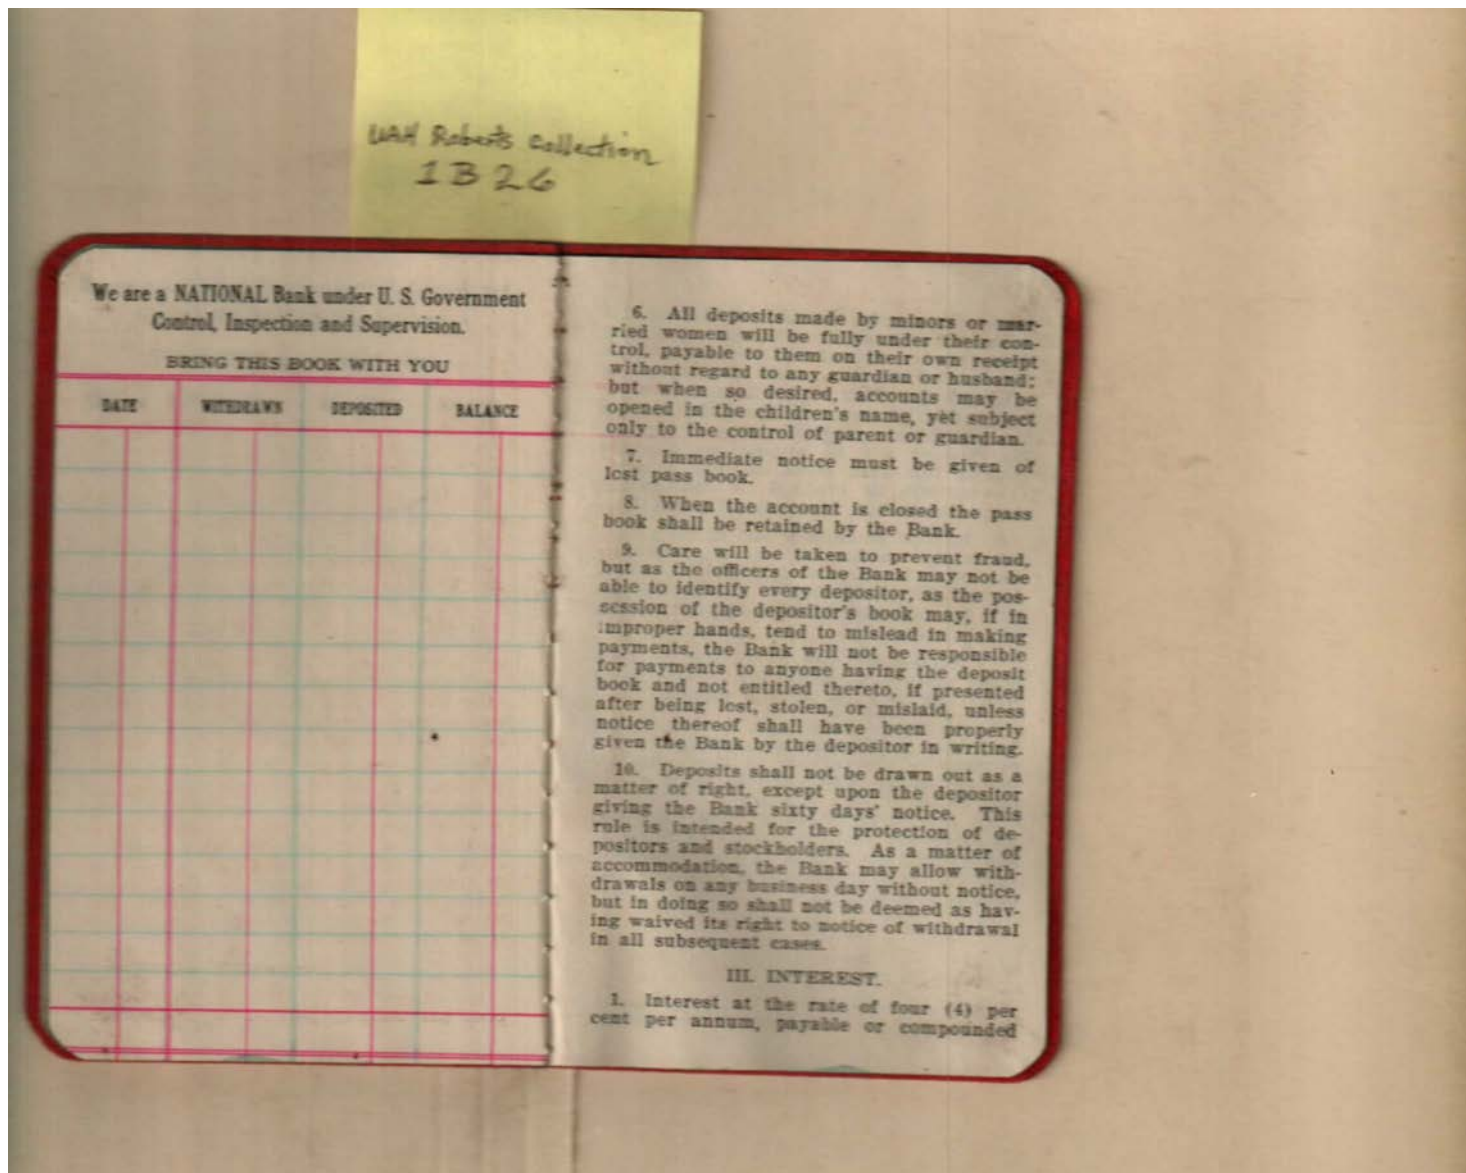 UAH Roberts Collection
1B26
We are a NATIONAL Bank under U. S. Government
Control, Inspection and Supervision.
BRING THIS BOOK WITH YOU
DATE WITHDRAWN DEPOSITED BALANCE
6. All deposits made by minors or mar-
ried women will be fully under their con-
trol, payable to them on their own receipt
without regard to any guardian or husband;
but when so desired, accounts may be
opened in the children's name, yet subject
only to the control of parent or guardian.
7. Immediate notice must be given of
lost pass book.
8. When the account is closed the pass
book shall be retained by the Bank.
9. Care will be taken to prevent fraud,
but as the officers of the Bank may not be
able to identify every depositor, as the pos-
session of the depositor's book may, if in
improper hands, tend to mislead in making
payments, the Bank will not be responsible
for payments to anyone having the deposit
book and not entitled thereto, if presented
after being lost, stolen, or mislaid, unless
notice thereof shall have been properly
given the Bank by the depositor in writing.
10. Deposits shall not be drawn out as a
matter of right, except upon the depositor
giving the Bank sixty days' notice. This
rule is intended for the protection of de-
positors and stockholders. As a matter of
accommodation, the Bank may allow with-
drawals on any business day without notice,
but in doing so shall not be deemed as hav-
ing waived its right to notice of withdrawal
in all subsequent cases.
III. INTEREST.
1. Interest at the rate of four (4) per
cent per annum, payable or compounded